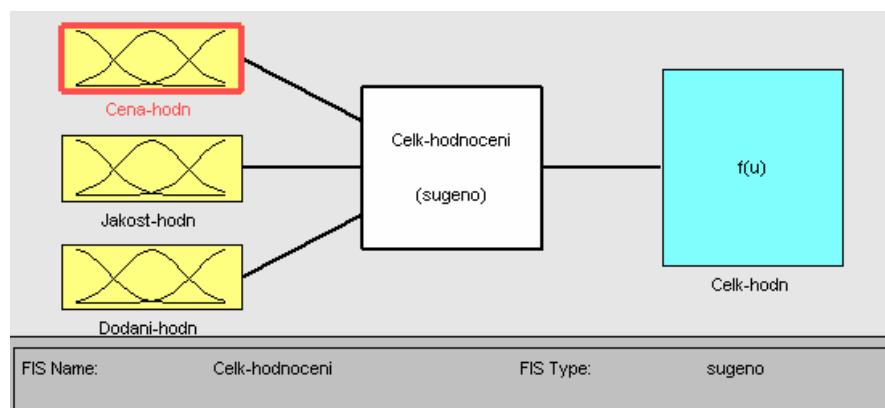 Cena-hodn
Jakost-hodn
Dodani-hodn
Celk-hodnoceni
(sugeno)
f(u)
Celk-hodn
FIS Name: Celk-hodnoceni FIS Type: sugeno